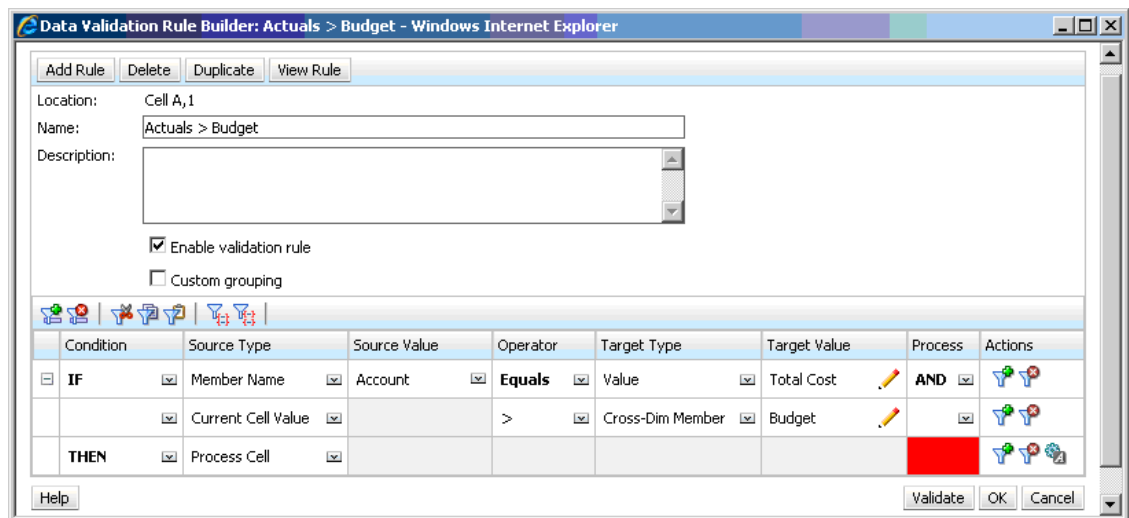 Data Validation Rule Builder: Actuals > Budget - Windows Internet Explorer
Add Rule Delete Duplicate View Rule
Location: Cell A,1
Name: Actuals > Budget
Description:
Enable validation rule
Custom grouping
Condition Source Type Source Value Operator Target Type Target Value Process Actions
IF Member Name Account Equals Value Total Cost AND
Current Cell Value > Cross-Dim Member Budget
THEN Process Cell
Help Validate OK Cancel